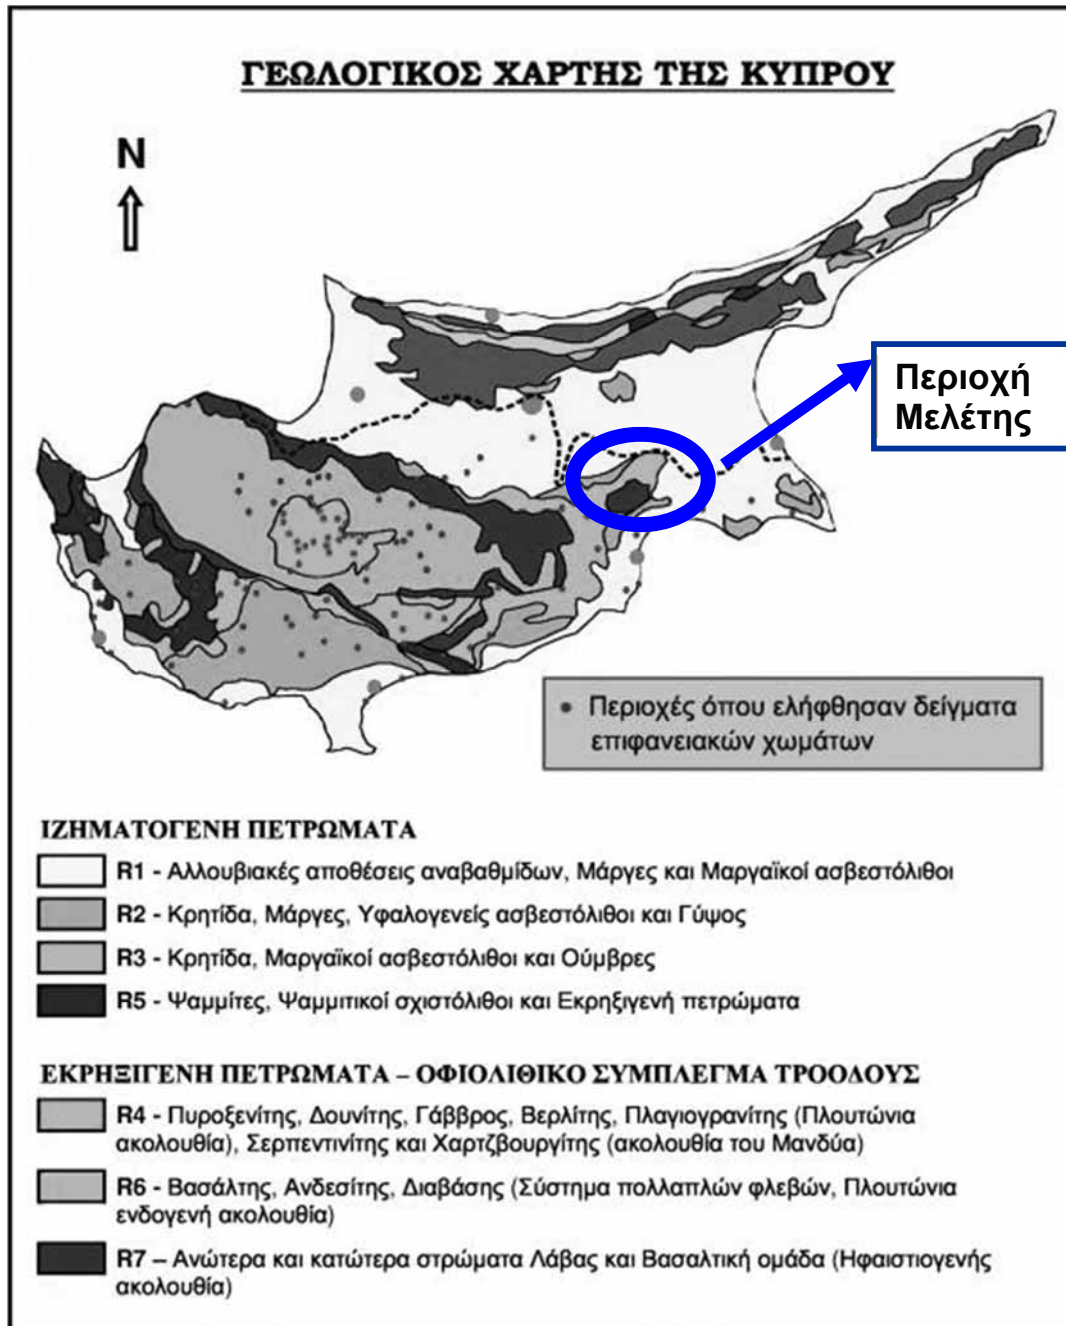 ΓΕΩΛΟΓΙΚΟΣ ΧΑΡΤΗΣ ΤΗΣ ΚΥΠΡΟΥ
N
Περιοχή
Μελέτης
Περιοχές όπου ελήφθησαν δείγματα
επιφανειακών χωμάτων
ΙΖΗΜΑΤΟΓΕΝΗ ΠΕΤΡΩΜΑΤΑ
R1 - Αλλουβιακές αποθέσεις αναβαθμίδων, Μάργες και Μαργαϊκοί ασβεστόλιθοι
R2 - Κρητίδα, Μάργες, Υφαλογενείς ασβεστόλιθοι και Γύψος
R3 - Κρητίδα, Μαργαϊκοί ασβεστόλιθοι και Ούμβρες
R5 - Ψαμμίτες, Ψαμμιτικοί σχιστόλιθοι και Εκρηξιγενή πετρώματα
ΕΚΡΗΞΙΓΕΝΗ ΠΕΤΡΩΜΑΤΑ – ΟΦΙΟΛΙΘΙΚΟ ΣΥΜΠΛΕΓΜΑ ΤΡΟΟΔΟΥΣ
R4 - Πυροξενίτης, Δουνίτης, Γάββρος, Βερλίτης, Πλαγιογρανίτης (Πλουτώνια
ακολουθία), Σερπεντινίτης και Χαρτζβουργίτης (ακολουθία του Μανδύα)
R6 - Βασάλτης, Ανδεσίτης, Διαβάσης (Σύστημα πολλαπλών φλεβών, Πλουτώνια
ενδογενή ακολουθία)
R7 – Ανώτερα και κατώτερα στρώματα Λάβας και Βασαλτική ομάδα (Ηφαιστιογενής
ακολουθία)